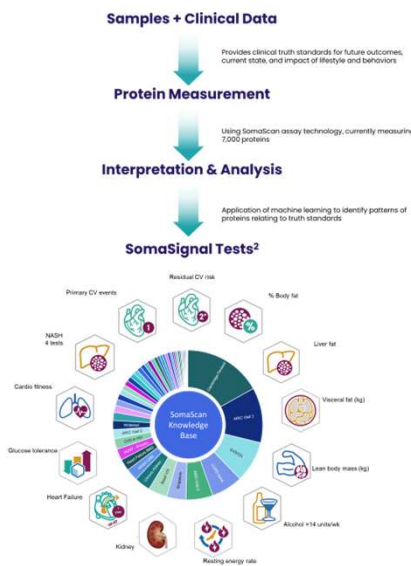 Samples + Clinical Data
Provides clinical truth standards for future outcomes,
current state, and impact of lifestyle and behaviors
Protein Measurement
Using SomaScan assay technology, currently measuring
7,000 proteins
Interpretation & Analysis
Application of machine learning to identify patterns of
proteins relating to truth standards
SomaSignal Tests²
Residual CV risk
Primary CV events
% Body fat
NASH
4 tests
Liver fat
Cardio fitness
Visceral fat (kg)
SomaScan
Knowledge
Base
Glucose tolerance
Lean body mass (kg)
Heart Failure
Alcohol >14 units/wk
Kidney
Resting energy rate